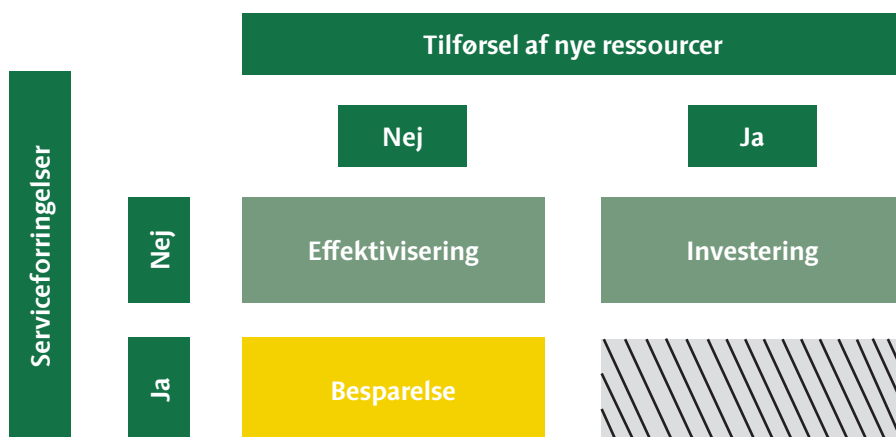 Tilførsel af nye ressourcer
Nej
Ja
Serviceforringelser
Nej
Effektivisering
Investering
Ja
Besparelse